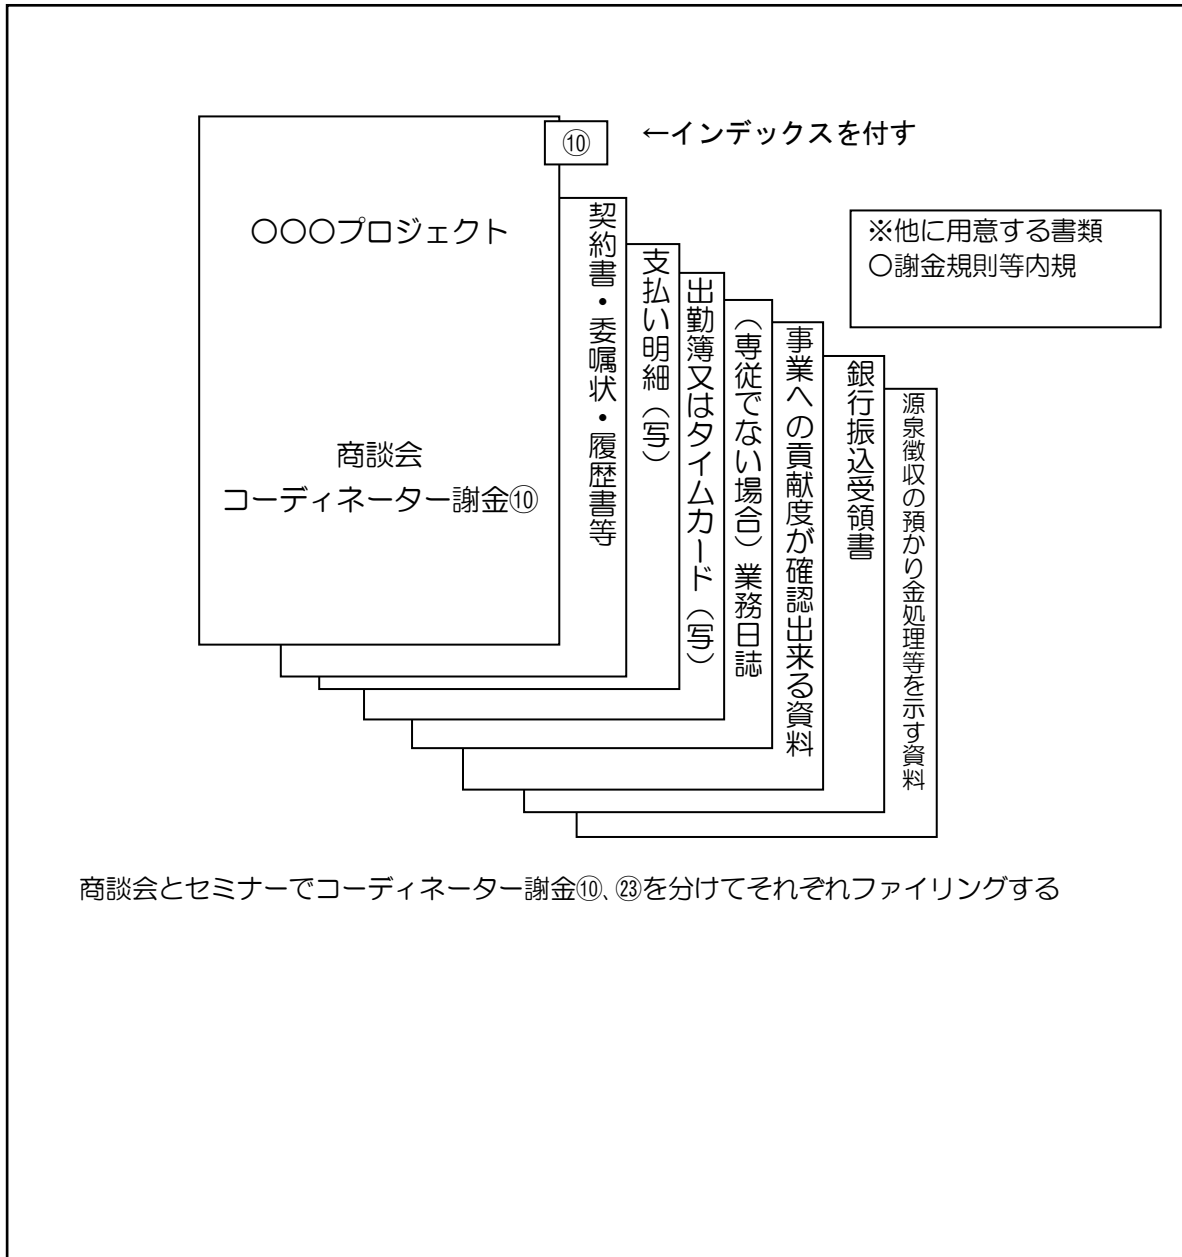 ⑩
←インデックスを付す
〇〇〇プロジェクト
商談会
コーディネーター謝金⑩
契約書・委嘱状・履歴書等
支払い明細（写）
出勤簿又はタイムカード（写）
（専従でない場合）業務日誌
事業への貢献度が確認出来る資料
銀行振込受領書
源泉徴収の預かり金処理等を示す資料
※他に用意する書類
〇謝金規則等内規
商談会とセミナーでコーディネーター謝金⑩、㉓を分けてそれぞれファイリングする